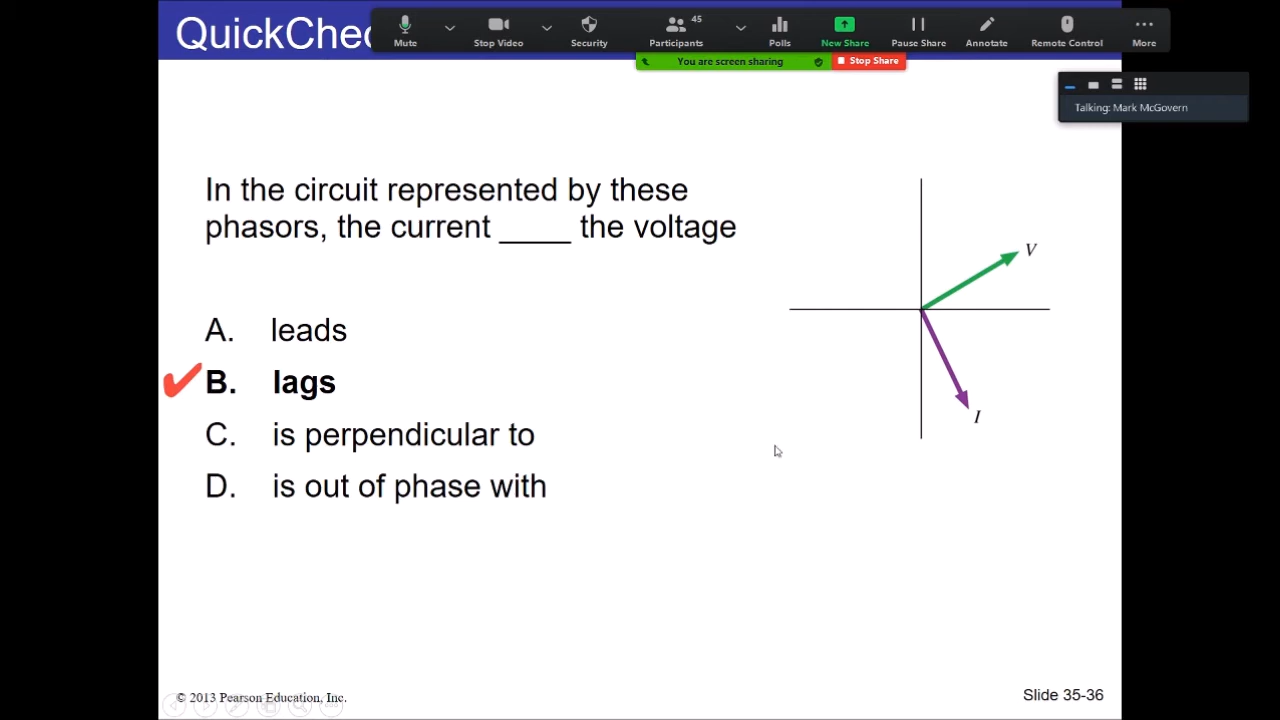 QuickChec
Mute
Stop Video
Security
Participants
45
Polls
New Share
Pause Share
Annotate
Remote Control
More
You are screen sharing
Stop Share
Talking: Mark McGovern
In the circuit represented by these
phasors, the current ____ the voltage
V
I
A. leads
B. lags
C. is perpendicular to
D. is out of phase with
© 2013 Pearson Education, Inc.
Slide 35-36